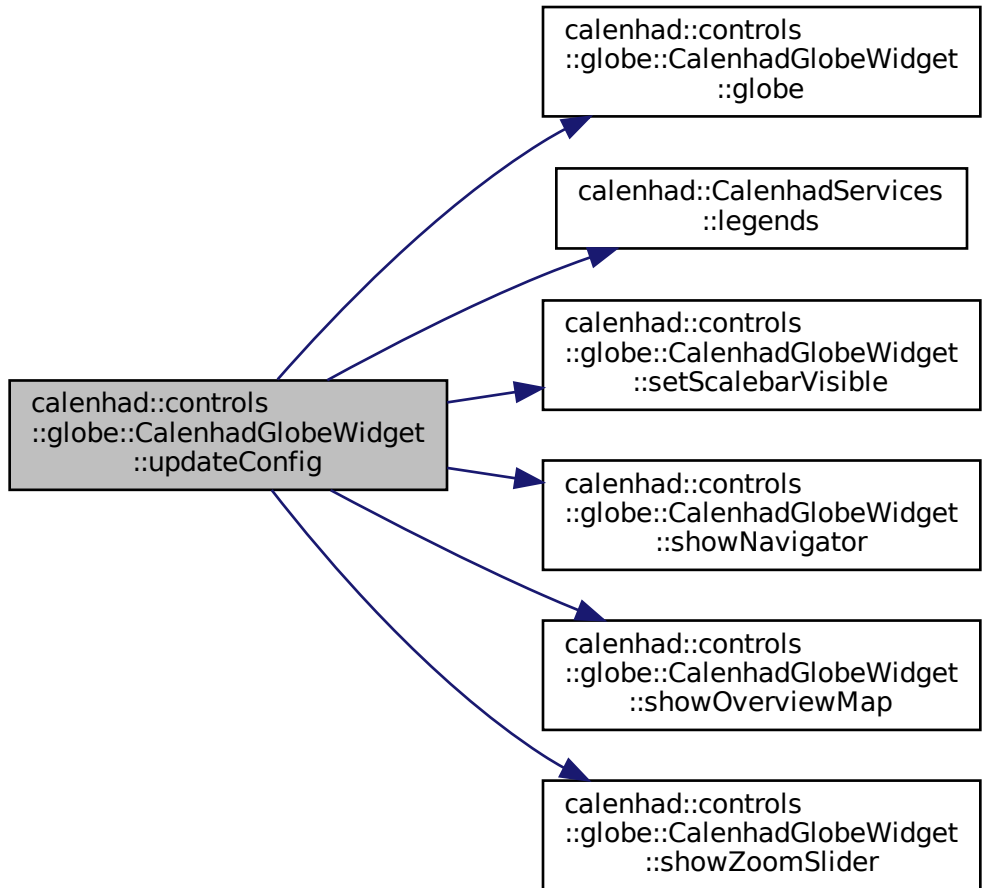 calenhad::controls
::globe::CalenhadGlobeWidget
::globe
calenhad::CalenhadServices
::legends
calenhad::controls
::globe::CalenhadGlobeWidget
::setScalebarVisible
calenhad::controls
::globe::CalenhadGlobeWidget
::updateConfig
calenhad::controls
::globe::CalenhadGlobeWidget
::showNavigator
calenhad::controls
::globe::CalenhadGlobeWidget
::showOverviewMap
calenhad::controls
::globe::CalenhadGlobeWidget
::showZoomSlider